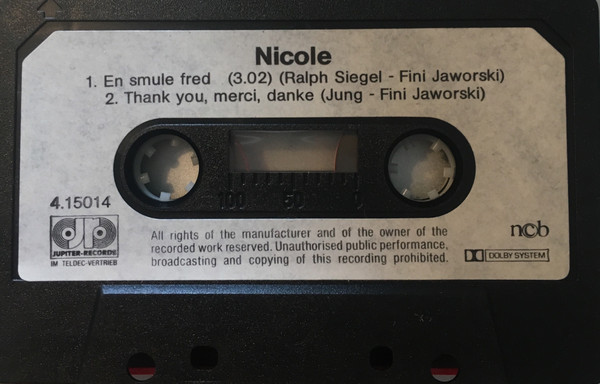 Nicole
1. En smule fred (3.02) (Ralph Siegel - Fini Jaworski)
2. Thank you, merci, danke (Jung - Fini Jaworski)
100 50 0
4.15014
JUPITER-RECORDS
IM TELDEC-VERTRIEB
All rights of the manufacturer and of the owner of the
recorded work reserved. Unauthorised public performance,
broadcasting and copying of this recording prohibited.
ncb
DOLBY SYSTEM